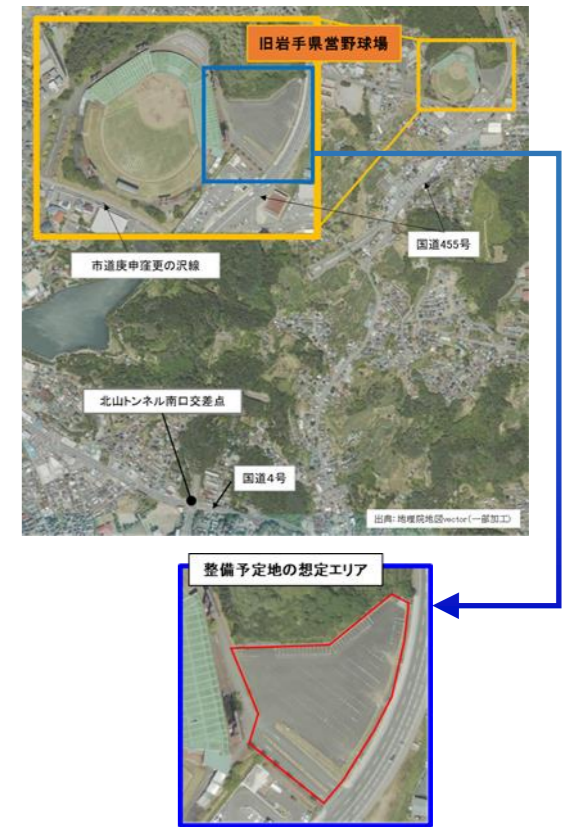 旧岩手県営野球場
国道455号
市道庚申窪更の沢線
北山トンネル南口交差点
国道4号
出典:地理院地図vector(一部加工)
整備予定地の想定エリア